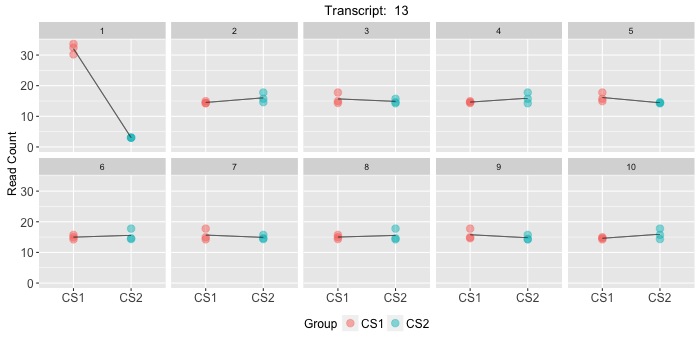 Transcript: 13
1 2 3 4 5
30
20
10
0
Read Count
6 7 8 9 10
30
20
10
0
CS1 CS2 CS1 CS2 CS1 CS2 CS1 CS2 CS1 CS2
Group CS1 CS2